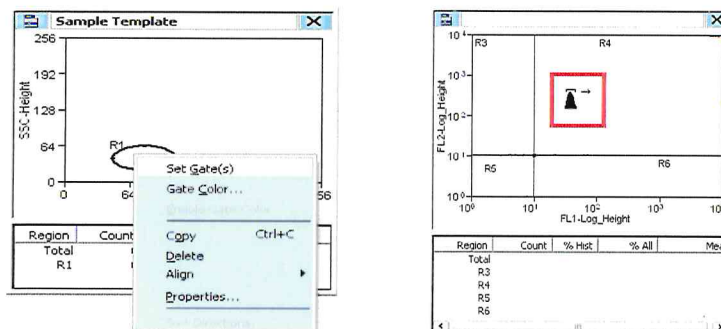 Sample Template
256
192
128
64
0
SSC-Height
R1
0
64
56
Set Gate(s)
Gate Color...
Copy Ctrl+C
Delete
Align
Properties...
Region Count
Total
R1
10⁴
10³
10²
10¹
10⁰
FL2-Log_Height
R3 R4
R5 R6
10⁰ 10¹ 10² 10³
FL1-Log_Height
Region Count % Hist % All Mea
Total
R3
R4
R5
R6